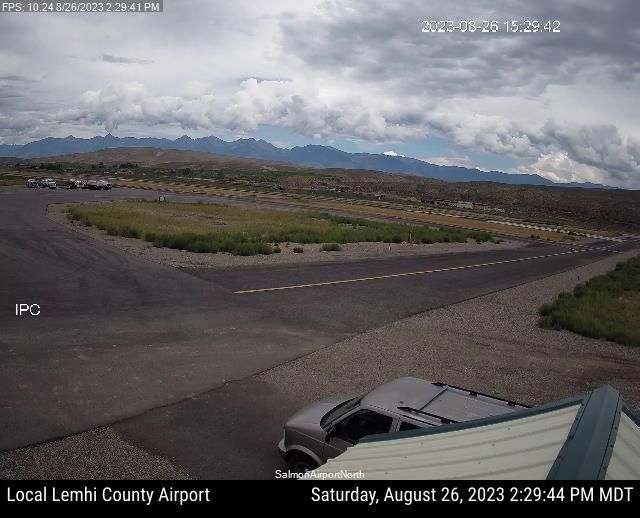 FPS: 10.24 8/26/2023 2:29:41 PM
2023-08-26 15:29:42
IPC
SalmonAirportNorth
Local Lemhi County Airport Saturday, August 26, 2023 2:29:44 PM MDT